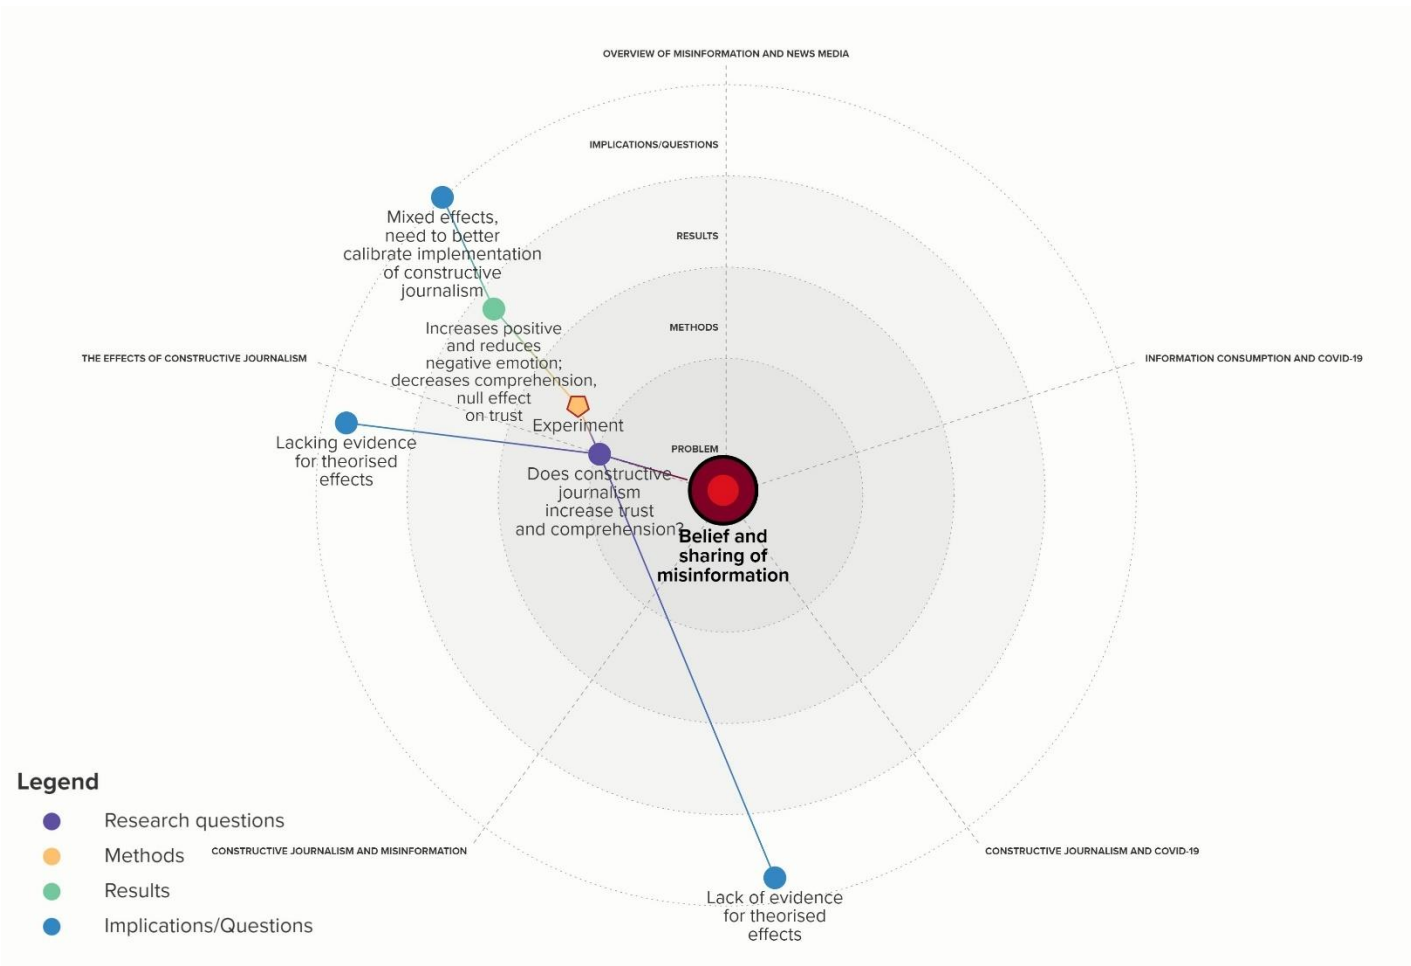 OVERVIEW OF MISINFORMATION AND NEWS MEDIA
IMPLICATIONS/QUESTIONS
Mixed effects,
need to better
calibrate implementation
of constructive
journalism
RESULTS
Increases positive
and reduces
negative emotion;
decreases comprehension,
null effect
on trust
METHODS
THE EFFECTS OF CONSTRUCTIVE JOURNALISM
INFORMATION CONSUMPTION AND COVID-19
Experiment
Lacking evidence
for theorised
effects
PROBLEM
Does constructive
journalism
increase trust
and comprehension?
Belief and
sharing of
misinformation
Legend
Research questions
Methods
Results
Implications/Questions
CONSTRUCTIVE JOURNALISM AND MISINFORMATION
CONSTRUCTIVE JOURNALISM AND COVID-19
Lack of evidence
for theorised
effects